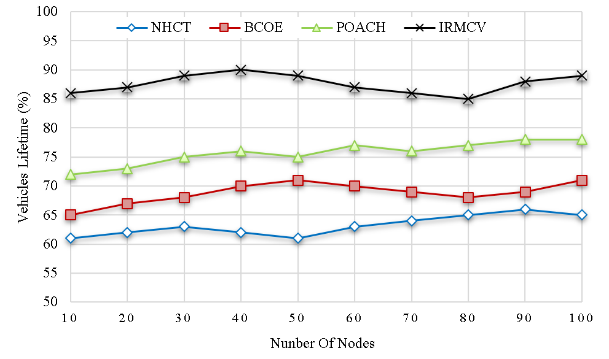 100
NHCT BCOE POACH IRMCV
95
90
85
80
75
70
65
60
55
50
Vehicles Lifetime (%)
10 20 30 40 50 60 70 80 90 100
Nunber Of Nodes